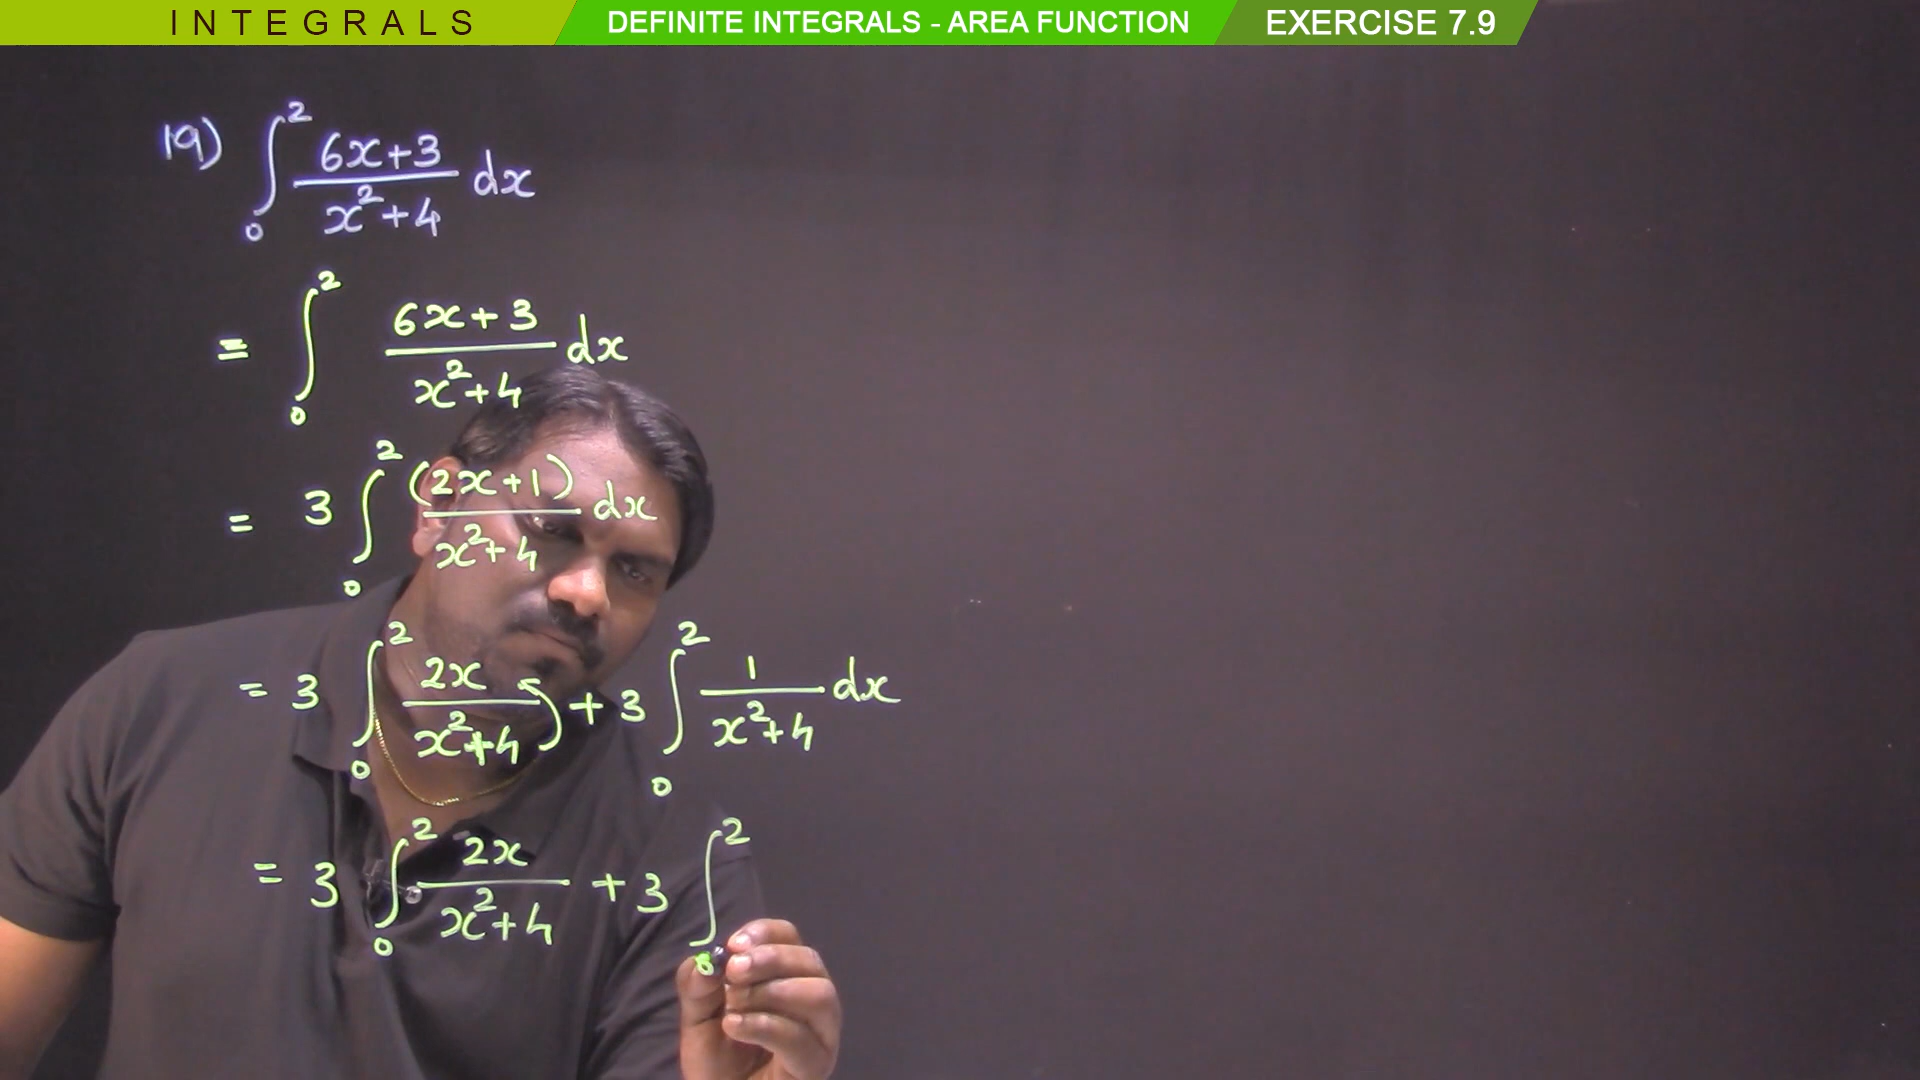 INTEGRALS DEFINITE INTEGRALS - AREA FUNCTION EXERCISE 7.9
19) ∫₀² (6x+3)/(x²+4) dx
= ∫₀² (6x+3)/(x²+4) dx
= 3 ∫₀² (2x+1)/(x²+4) dx
= 3 ∫₀² 2x/(x²+4) + 3 ∫₀² 1/(x²+4) dx
= 3 ∫₀² 2x/(x²+4) + 3 ∫₀²